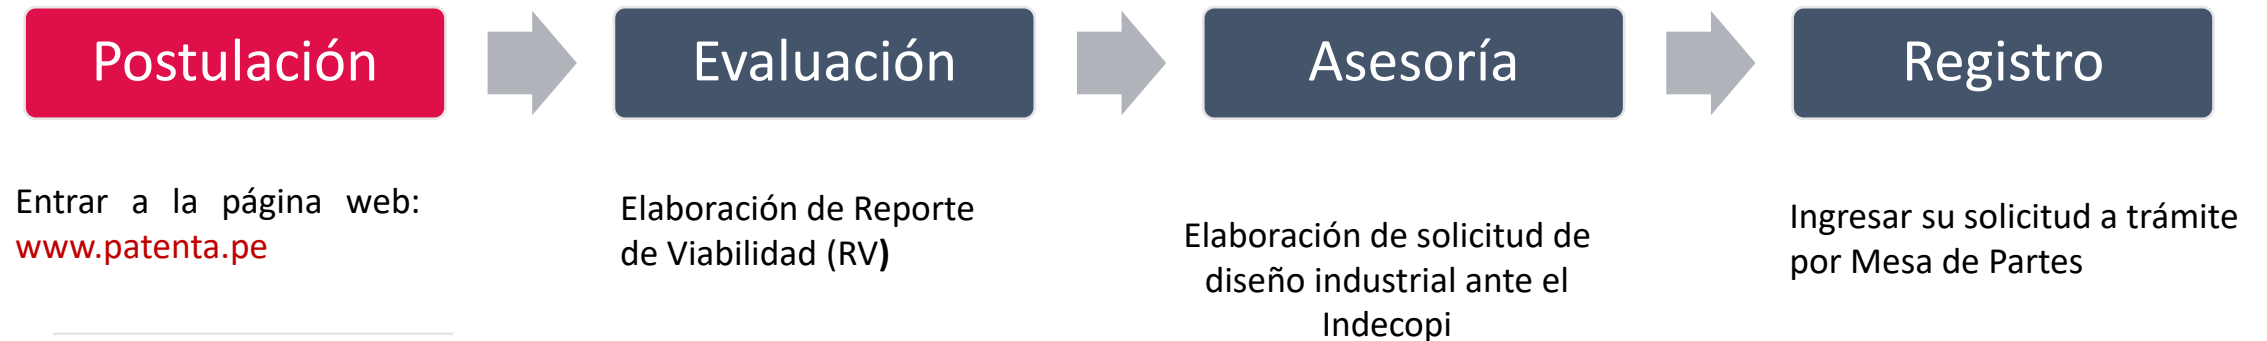 Postulación
Evaluación
Asesoría
Registro
Entrar a la página web:
www.patenta.pe
Elaboración de Reporte
de Viabilidad (RV)
Elaboración de solicitud de
diseño industrial ante el
Indecopi
Ingresar su solicitud a trámite
por Mesa de Partes